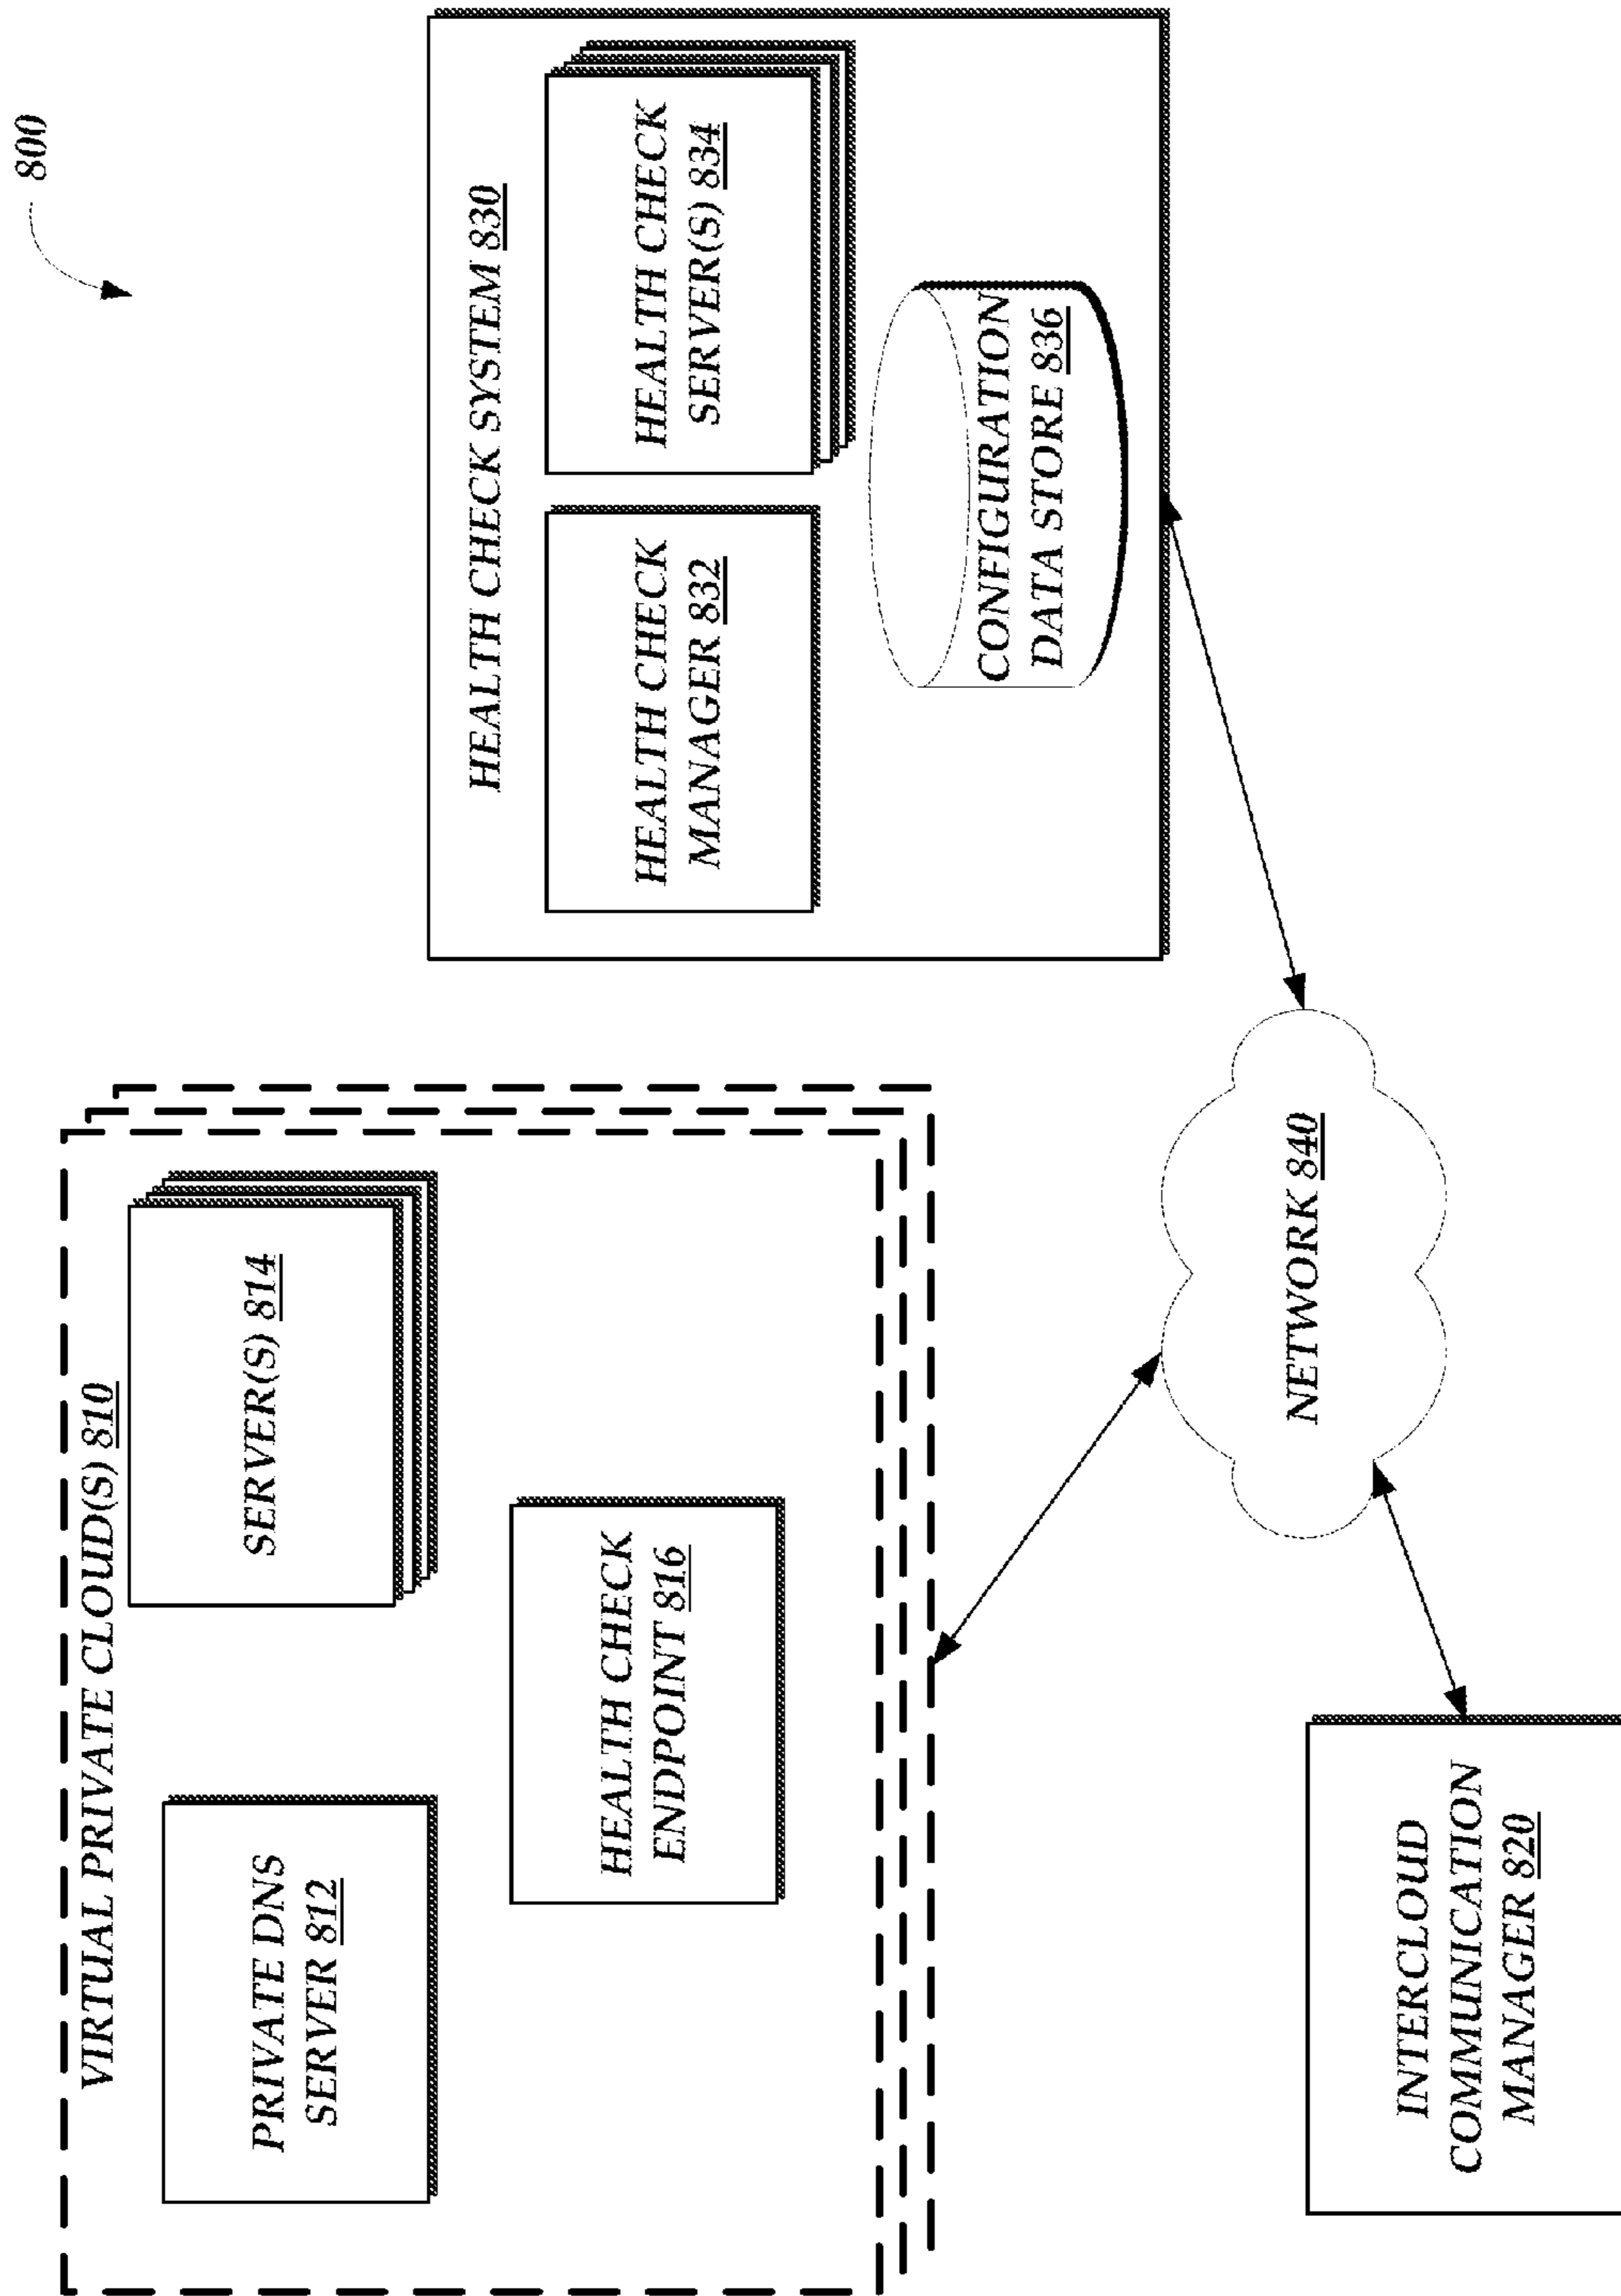 800
VIRTUAL PRIVATE CLOUD(S) 810
PRIVATE DNS
SERVER 812
SERVER(S) 814
HEALTH CHECK
ENDPOINT 816
HEALTH CHECK SYSTEM 830
HEALTH CHECK
MANAGER 832
HEALTH CHECK
SERVER(S) 834
CONFIGURATION
DATA STORE 836
NETWORK 840
INTERCLOUD
COMMUNICATION
MANAGER 820